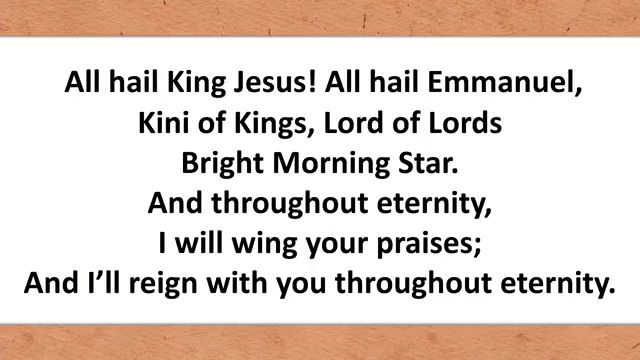 All hail King Jesus! All hail Emmanuel,
Kini of Kings, Lord of Lords
Bright Morning Star.
And throughout eternity,
I will wing your praises;
And I’ll reign with you throughout eternity.